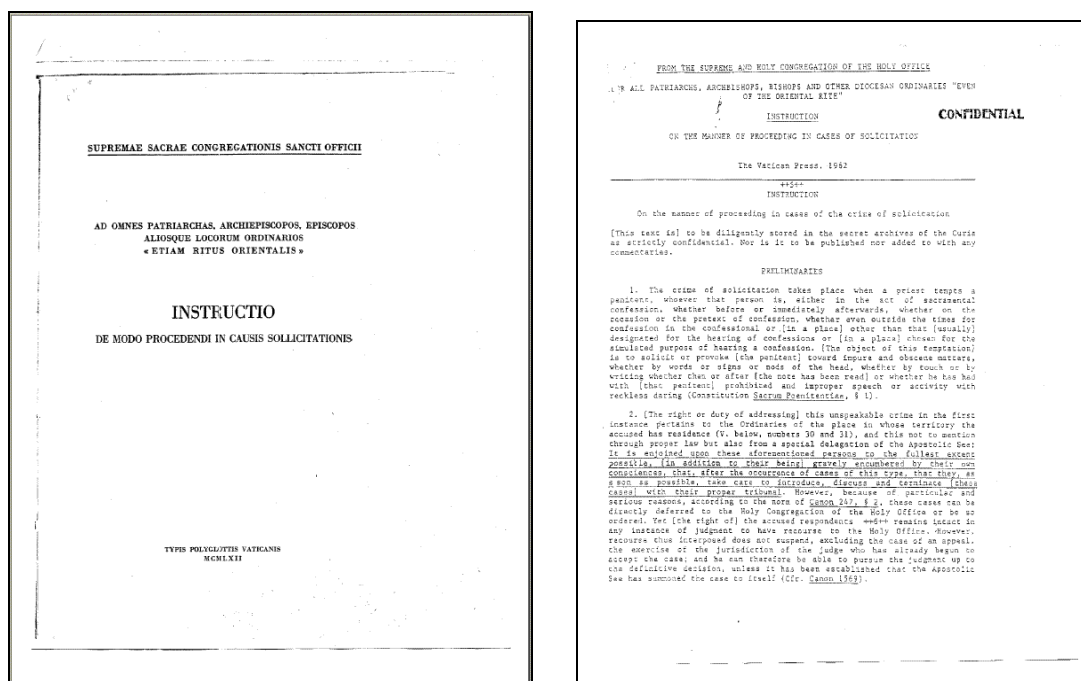 SUPREMAE SACRAE CONGREGATIONIS SANCTI OFFICII
AD OMNES PATRIARCHAS, ARCHIEPISCOPOS, EPISCOPOS
ALIOSQUE LOCORUM ORDINARIOS
« ETIAM RITUS ORIENTALIS »
INSTRUCTIO
DE MODO PROCEDENDI IN CAUSIS SOLLICITATIONIS
TYPIS POLYGLOTTIS VATICANIS
MCMLXII
FROM THE SUPREME AND HOLY CONGREGATION OF THE HOLY OFFICE
ALL PATRIARCHS, ARCHBISHOPS, BISHOPS AND OTHER DIOCESAN ORDINARIES "EVEN
OF THE ORIENTAL RITE"
CONFIDENTIAL
INSTRUCTION
ON THE MANNER OF PROCEEDING IN CASES OF SOLICITATION
The Vatican Press, 1962
++5++
INSTRUCTION
On the manner of proceeding in cases of the crime of solicitation
[This text is] to be diligently stored in the secret archives of the Curia
as strictly confidential. Nor is it to be published nor added to with any
commentaries.
PRELIMINARIES
1. The crime of solicitation takes place when a priest tempts a
penitent, whoever that person is, either in the act of sacramental
confession, whether before or immediately afterwards, whether on the
occasion or the pretext of confession, whether even outside the times for
confession in the confessional or [in a place] other than that [usually]
designated for the hearing of confessions or [in a place] chosen for the
simulated purpose of hearing a confession. [The object of this temptation]
is to solicit or provoke [the penitent] toward impure and obscene matters,
whether by words or signs or nods of the head, whether by touch or by
writing whether then or after [the note has been read] or whether he has had
with [that penitent] prohibited and improper speech or activity with
reckless daring (Constitution Sacrum Poenitentiae, § 1).
2. [The right or duty of addressing] this unspeakable crime in the first
instance pertains to the Ordinaries of the place in whose territory the
accused has residence (V. below, numbers 30 and 31), and this not to mention
through proper law but also from a special delegation of the Apostolic See;
It is enjoined upon these aforementioned persons to the fullest extent
possible, [in addition to their being] gravely encumbered by their own
consciences, that, after the occurrence of cases of this type, that they, as
soon as possible, take care to introduce, discuss and terminate [these
cases] with their proper tribunal. However, because of particular and
serious reasons, according to the norm of Canon 247, § 2, these cases can be
directly deferred to the Holy Congregation of the Holy Office or be so
ordered. Yet [the right of] the accused respondents ++6++ remains intact in
any instance of judgment to have recourse to the Holy Office. However,
recourse thus interposed does not suspend, excluding the case of an appeal,
the exercise of the jurisdiction of the judge who has already begun to
accept the case; and he can therefore be able to pursue the judgment up to
the definitive decision, unless it has been established that the Apostolic
See has summoned the case to itself (Cfr. Canon 1569).